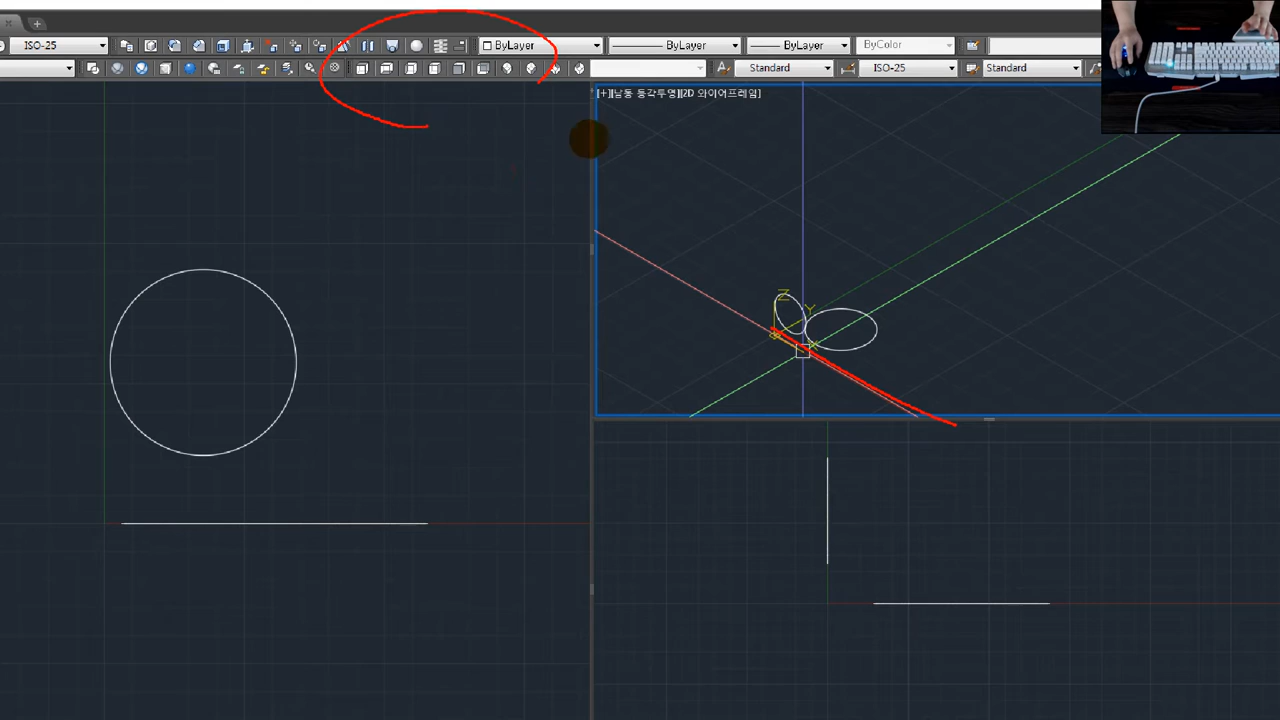 ISO-25
ByLayer
ByLayer
ByLayer
ByColor
Standard
ISO-25
Standard
[+][남동 등각투영][2D 와이어프레임]
Z
Y
X